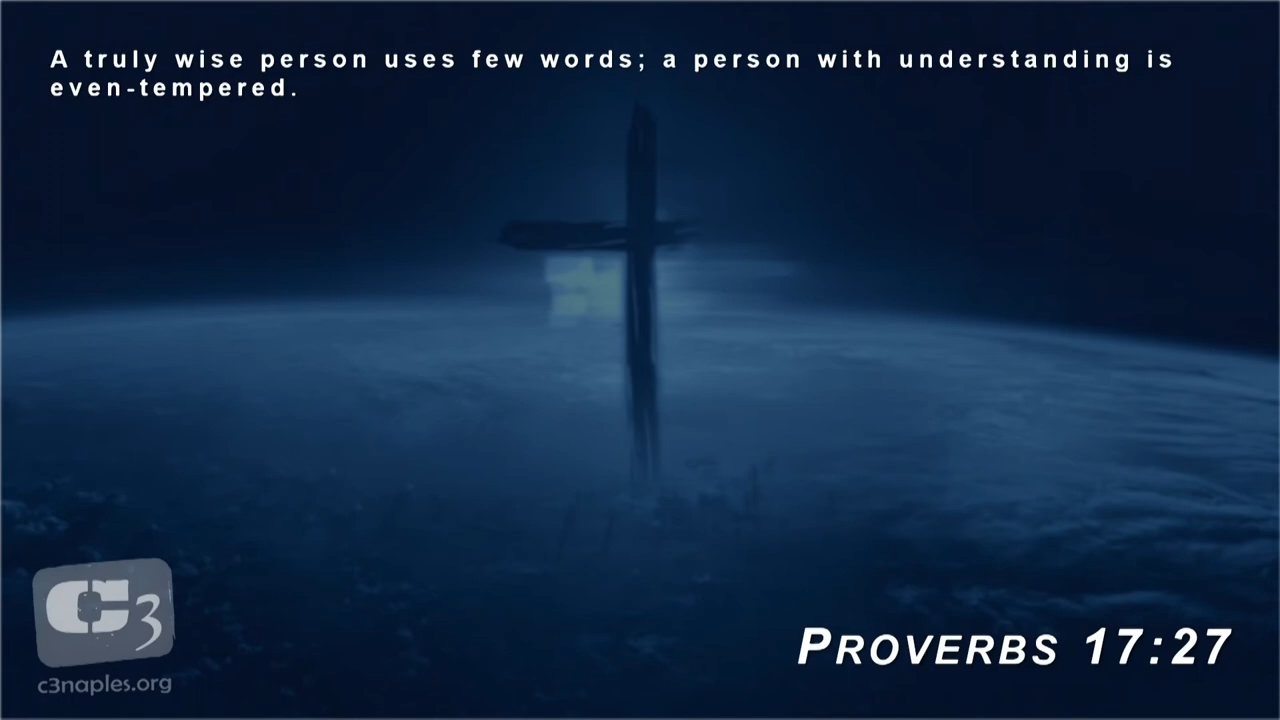 A truly wise person uses few words; a person with understanding is
even-tempered.
C3
c3naples.org
PROVERBS 17:27